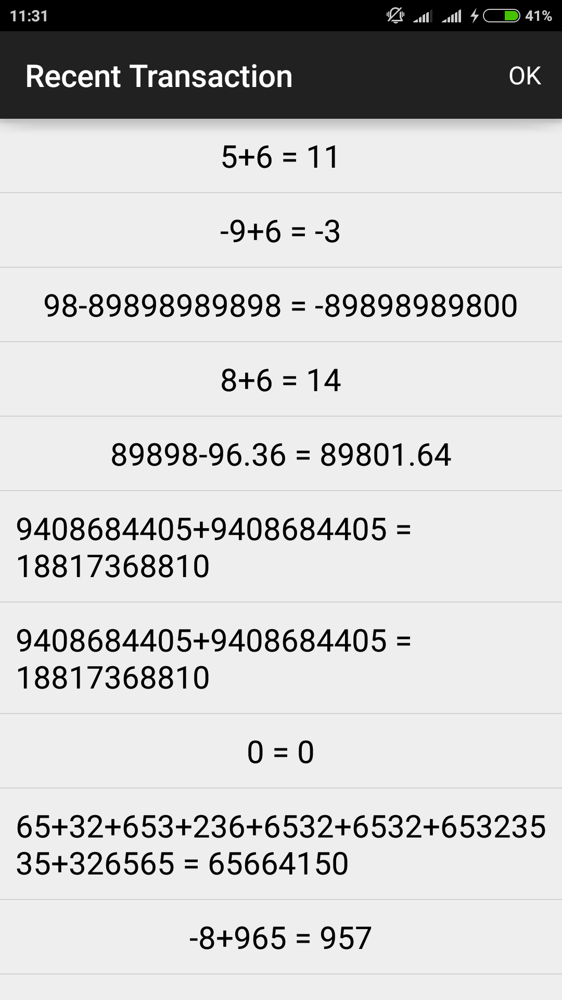 11:31
41%
Recent Transaction
OK
5+6 = 11
-9+6 = -3
98-89898989898 = -89898989800
8+6 = 14
89898-96.36 = 89801.64
9408684405+9408684405 =
18817368810
9408684405+9408684405 =
18817368810
0 = 0
65+32+653+236+6532+6532+653235
35+326565 = 65664150
-8+965 = 957